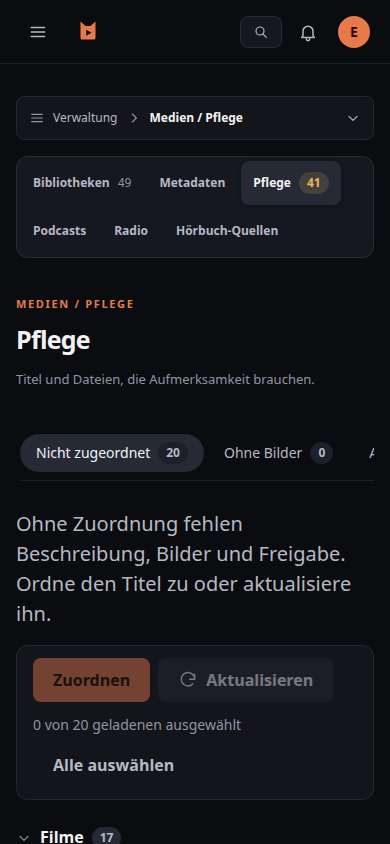 E
Verwaltung > Medien / Pflege
Bibliotheken 49 Metadaten Pflege 41
Podcasts Radio Hörbuch-Quellen
MEDIEN / PFLEGE
Pflege
Titel und Dateien, die Aufmerksamkeit brauchen.
Nicht zugeordnet 20 Ohne Bilder 0
Ohne Zuordnung fehlen
Beschreibung, Bilder und Freigabe.
Ordne den Titel zu oder aktualisiere
ihn.
Zuordnen Aktualisieren
0 von 20 geladenen ausgewählt
Alle auswählen
Filme 17